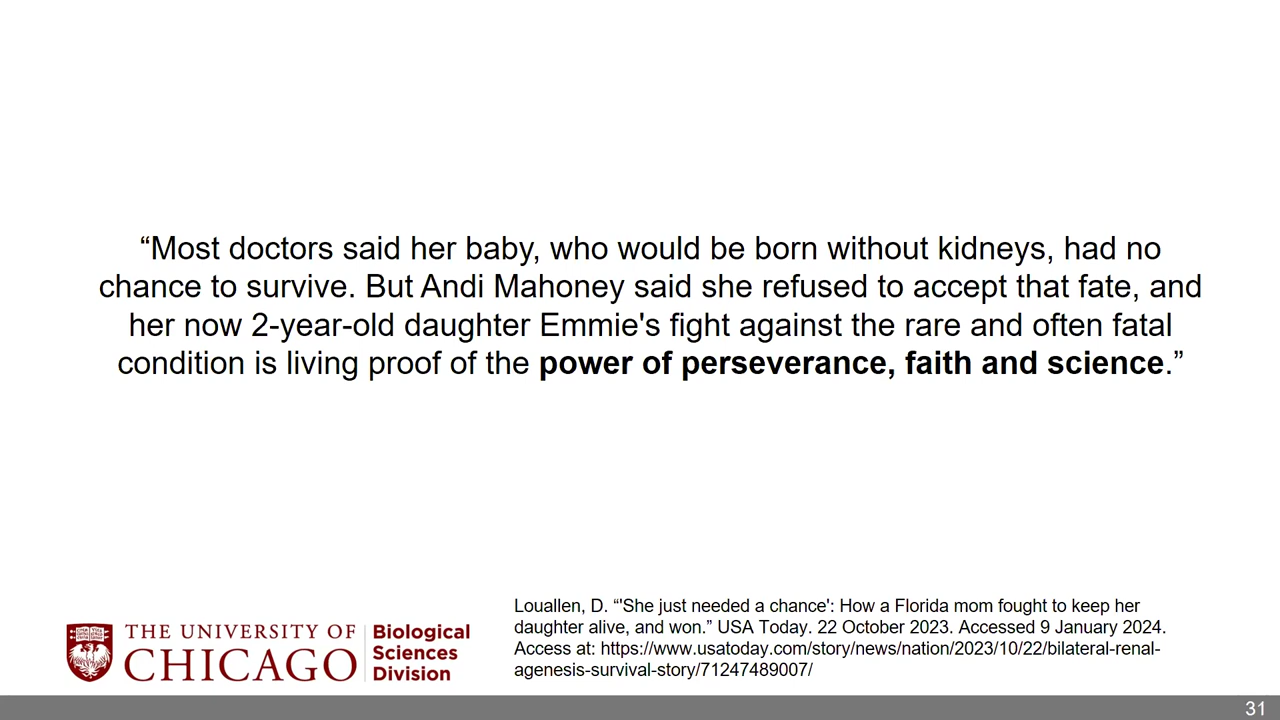 “Most doctors said her baby, who would be born without kidneys, had no
chance to survive. But Andi Mahoney said she refused to accept that fate, and
her now 2-year-old daughter Emmie's fight against the rare and often fatal
condition is living proof of the power of perseverance, faith and science.”
THE UNIVERSITY OF
CHICAGO
Biological
Sciences
Division
Louallen, D. “'She just needed a chance': How a Florida mom fought to keep her
daughter alive, and won.” USA Today. 22 October 2023. Accessed 9 January 2024.
Access at: https://www.usatoday.com/story/news/nation/2023/10/22/bilateral-renal-
agenesis-survival-story/71247489007/
31